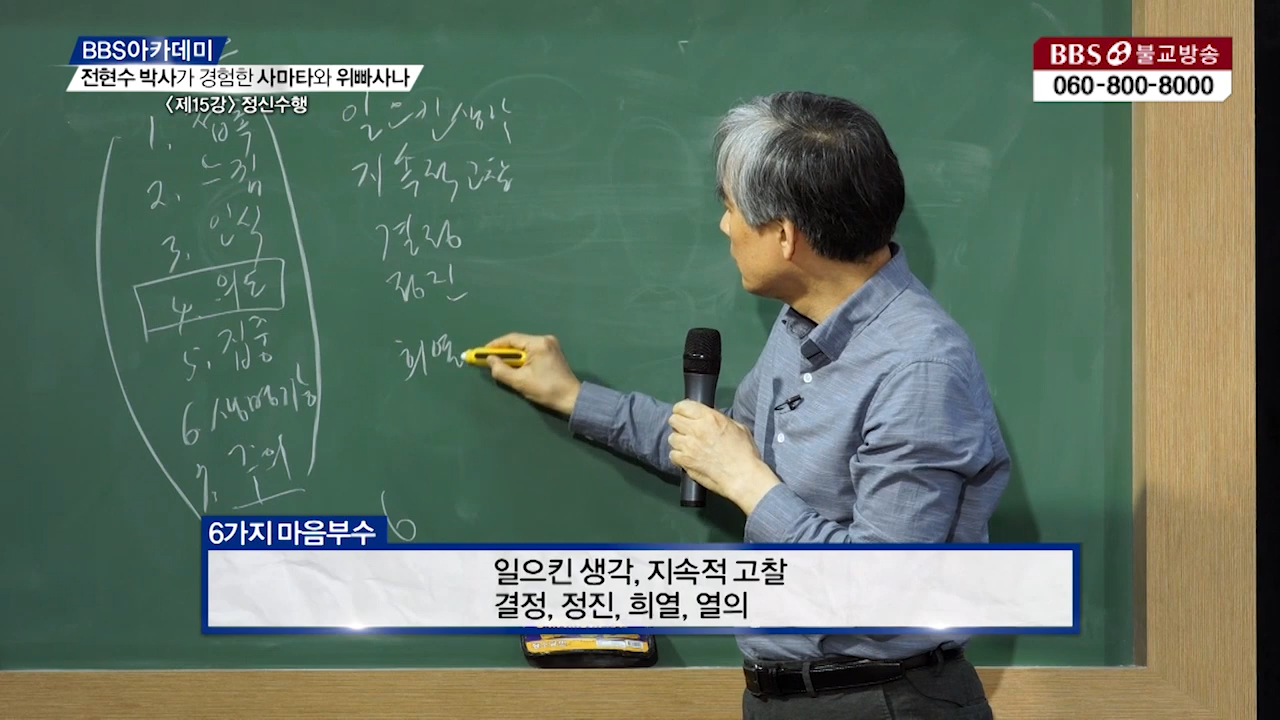 BBS아카데미
전현수 박사가 경험한 사마타와 위빠사나
<제15강> 정신수행
BBS 불교방송
060-800-8000
1. 접촉
2. 느낌
3. 인식
4. 의도
5. 집중
6 생명기능
7. 주의
일으킨 생각
지속적 고찰
결정
정진
희열
6
6가지 마음부수
일으킨 생각, 지속적 고찰
결정, 정진, 희열, 열의